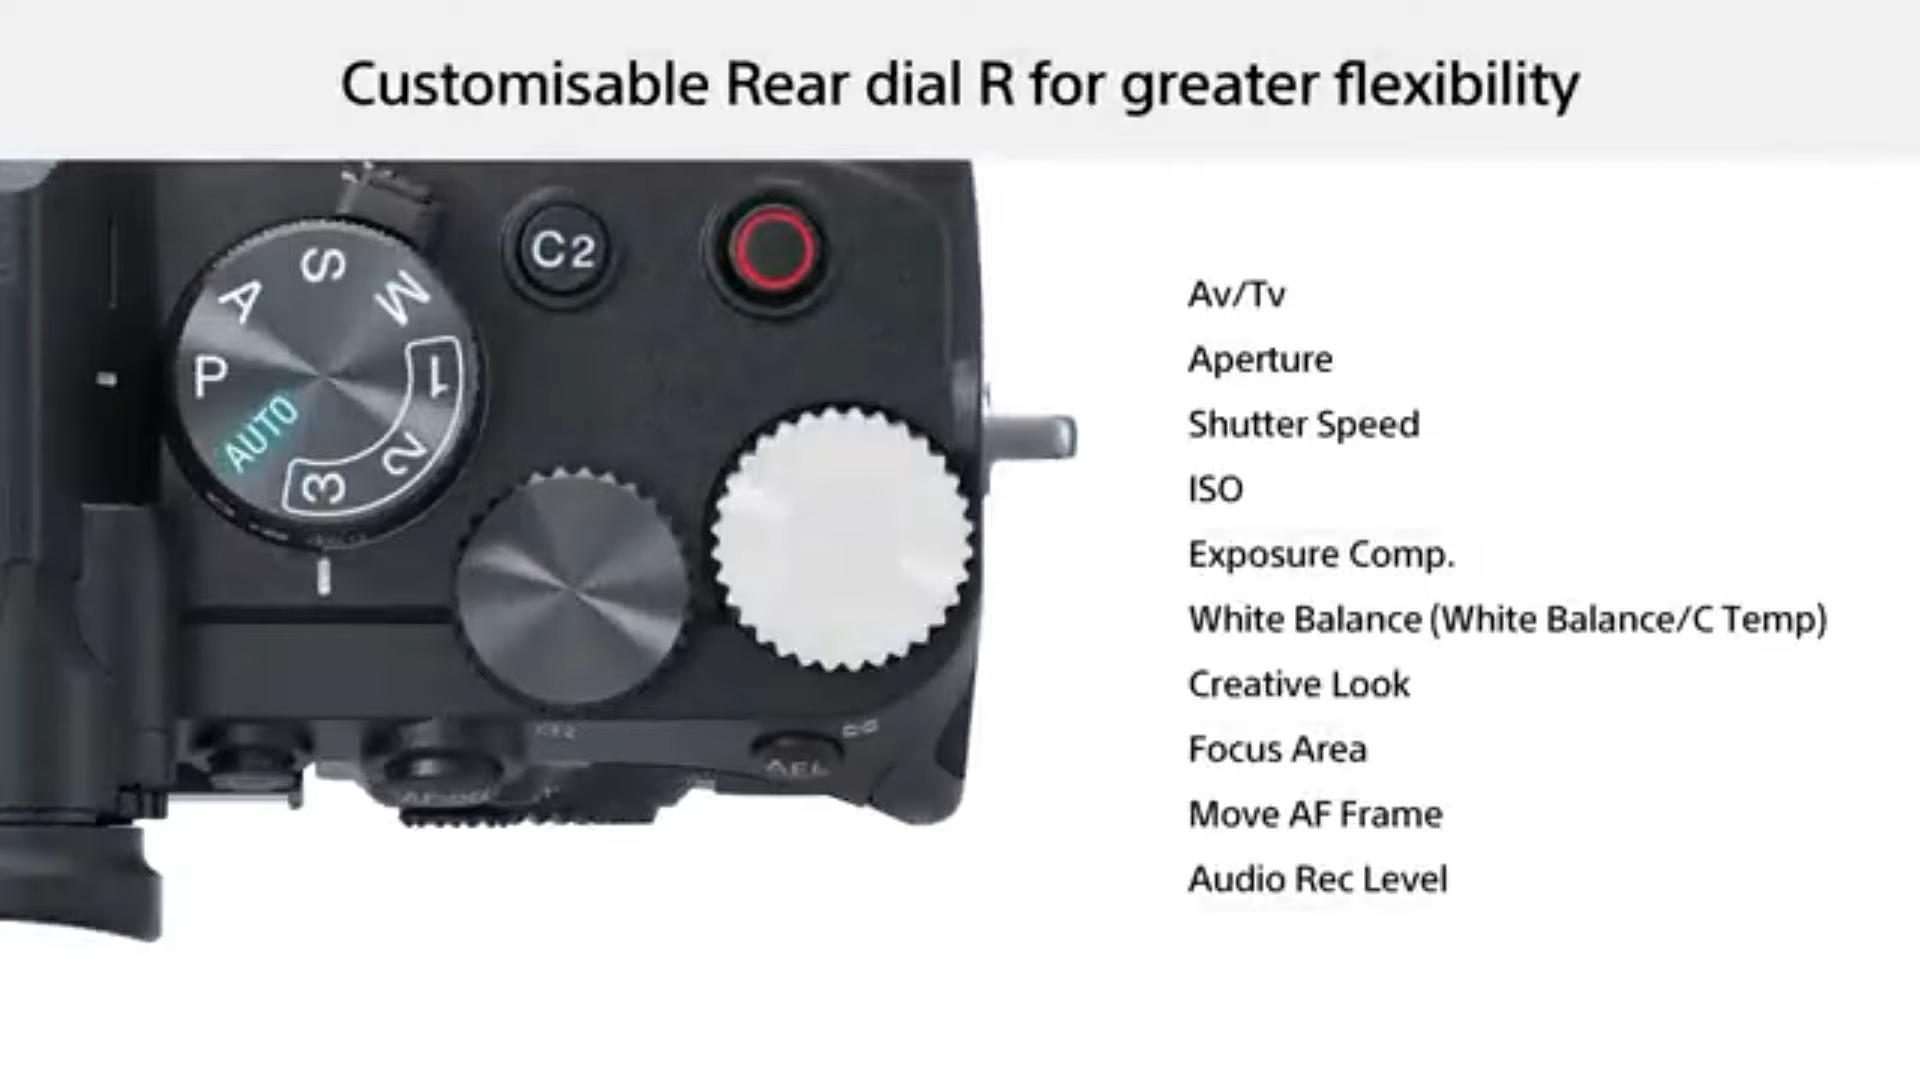 Customisable Rear dial R for greater flexibility
S
A
M
C2
P
1
AUTO
2
3
AEL
Av/Tv
Aperture
Shutter Speed
ISO
Exposure Comp.
White Balance (White Balance/C Temp)
Creative Look
Focus Area
Move AF Frame
Audio Rec Level